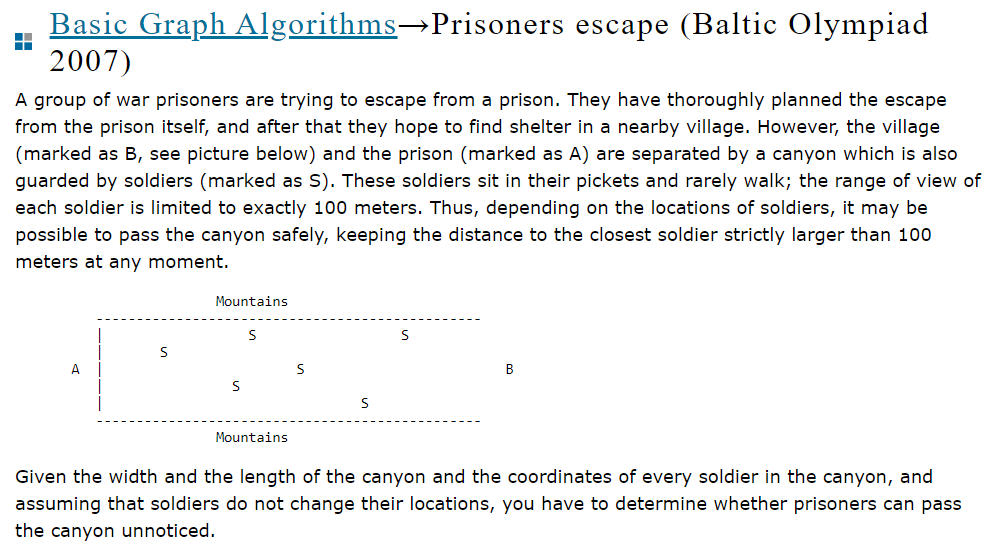 Basic Graph Algorithms→Prisoners escape (Baltic Olympiad
2007)
A group of war prisoners are trying to escape from a prison. They have thoroughly planned the escape
from the prison itself, and after that they hope to find shelter in a nearby village. However, the village
(marked as B, see picture below) and the prison (marked as A) are separated by a canyon which is also
guarded by soldiers (marked as S). These soldiers sit in their pickets and rarely walk; the range of view of
each soldier is limited to exactly 100 meters. Thus, depending on the locations of soldiers, it may be
possible to pass the canyon safely, keeping the distance to the closest soldier strictly larger than 100
meters at any moment.
Mountains
S S
S
A S B
S
S
Mountains
Given the width and the length of the canyon and the coordinates of every soldier in the canyon, and
assuming that soldiers do not change their locations, you have to determine whether prisoners can pass
the canyon unnoticed.